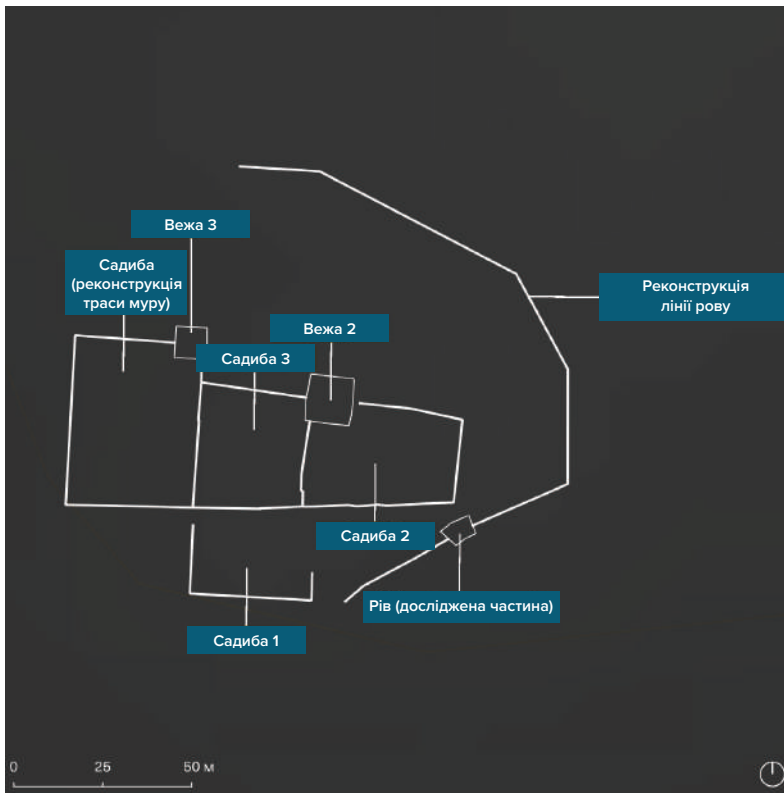 Вежа 3
Садиба
(реконструкція
траси муру)
Реконструкція
лінії рову
Вежа 2
Садиба 3
Садиба 2
Рів (досліджена частина)
Садиба 1
0 25 50 м